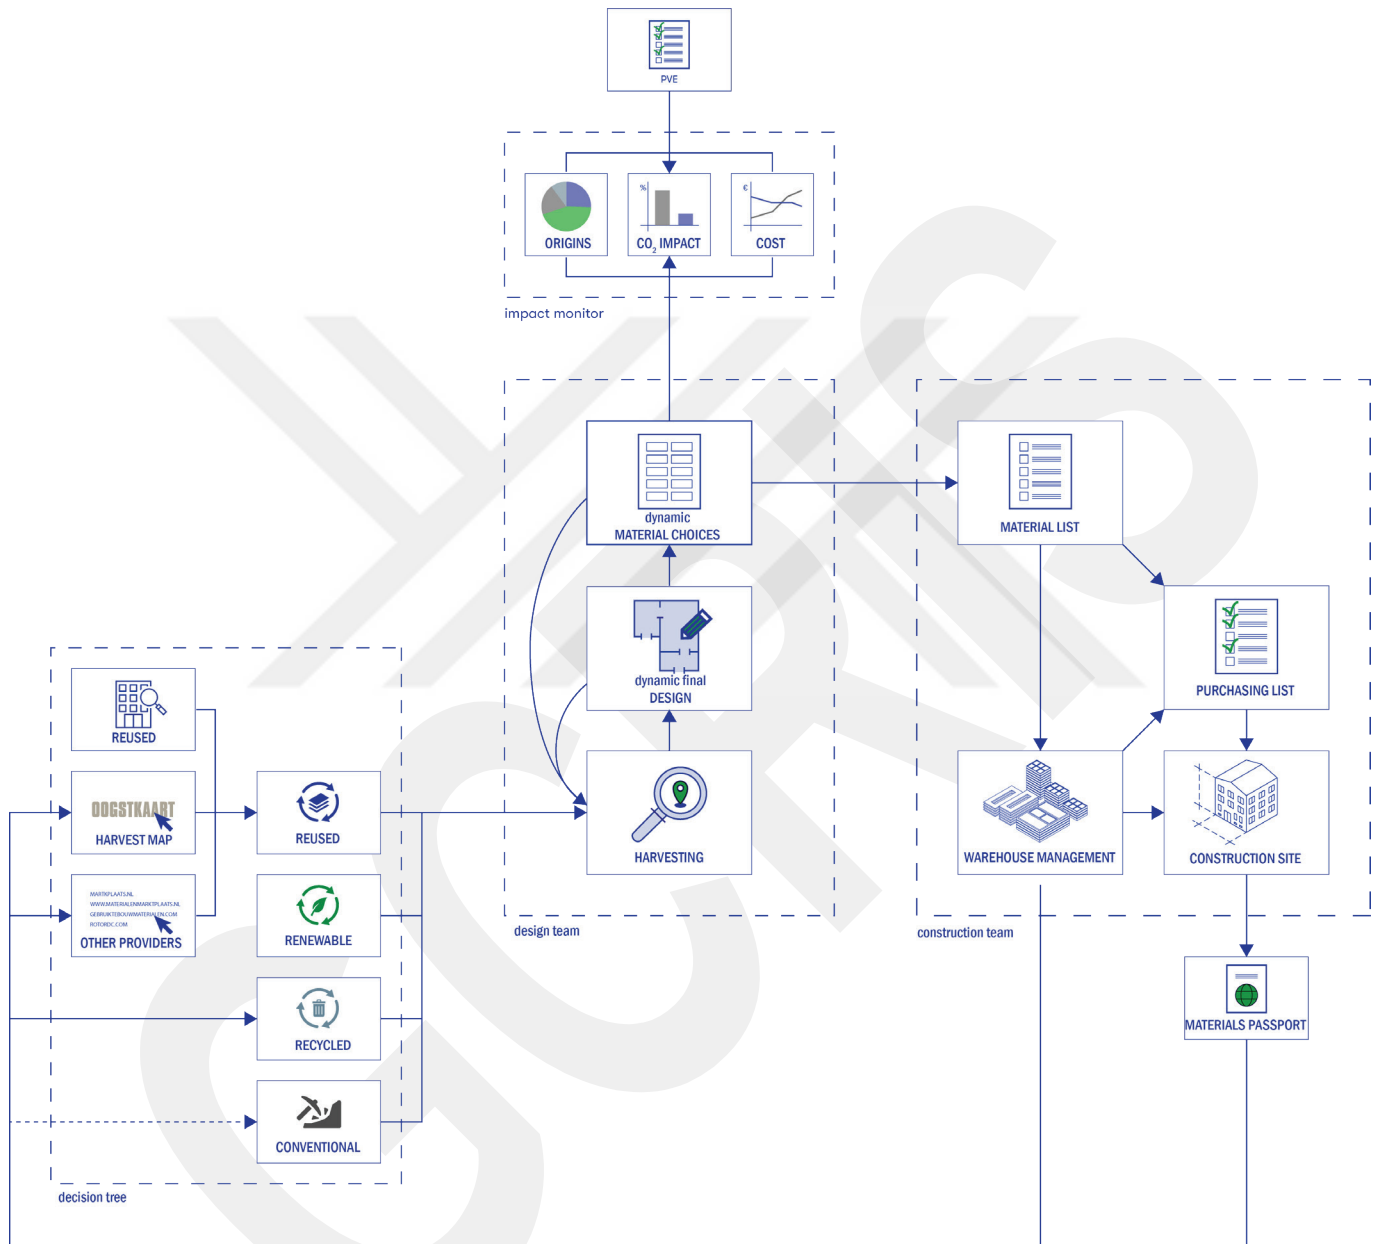 PVE
%
€
ORIGINS
CO2 IMPACT
COST
impact monitor
dynamic
MATERIAL CHOICES
MATERIAL LIST
dynamic final
DESIGN
PURCHASING LIST
REUSED
OOGSTKAART
HARVEST MAP
REUSED
HARVESTING
WAREHOUSE MANAGEMENT
CONSTRUCTION SITE
MARTKPLAATS.NL
WWW.MATERIALENMARKTPLAATS.NL
GEBRUIKTEBOUWMATERIALEN.COM
ROTORDC.COM
OTHER PROVIDERS
RENEWABLE
design team
construction team
RECYCLED
MATERIALS PASSPORT
CONVENTIONAL
decision tree
GCRIS